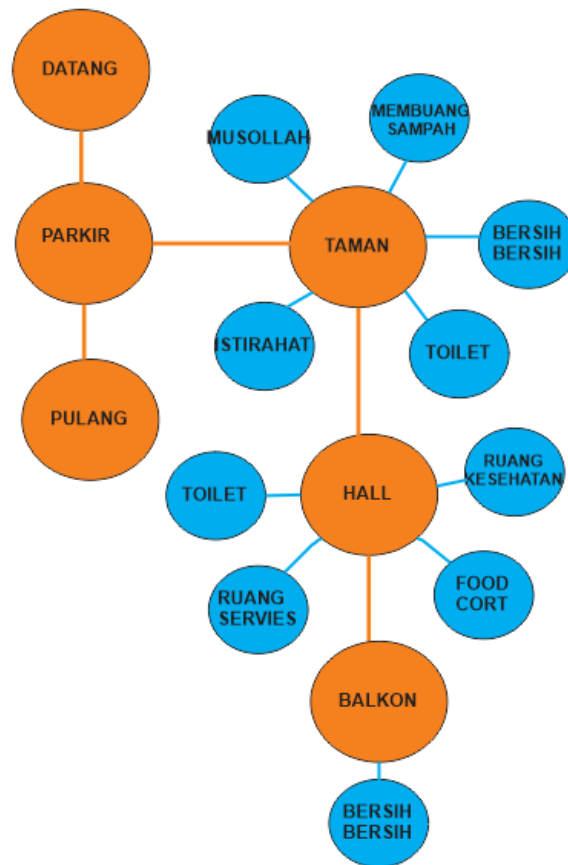 DATANG
MUSOLLAH
MEMBUANG
SAMPAH
PARKIR
TAMAN
BERSIH
BERSIH
ISTIRAHAT
TOILET
PULANG
TOILET
HALL
RUANG
KESEHATAN
RUANG
SERVIES
FOOD
CORT
BALKON
BERSIH
BERSIH